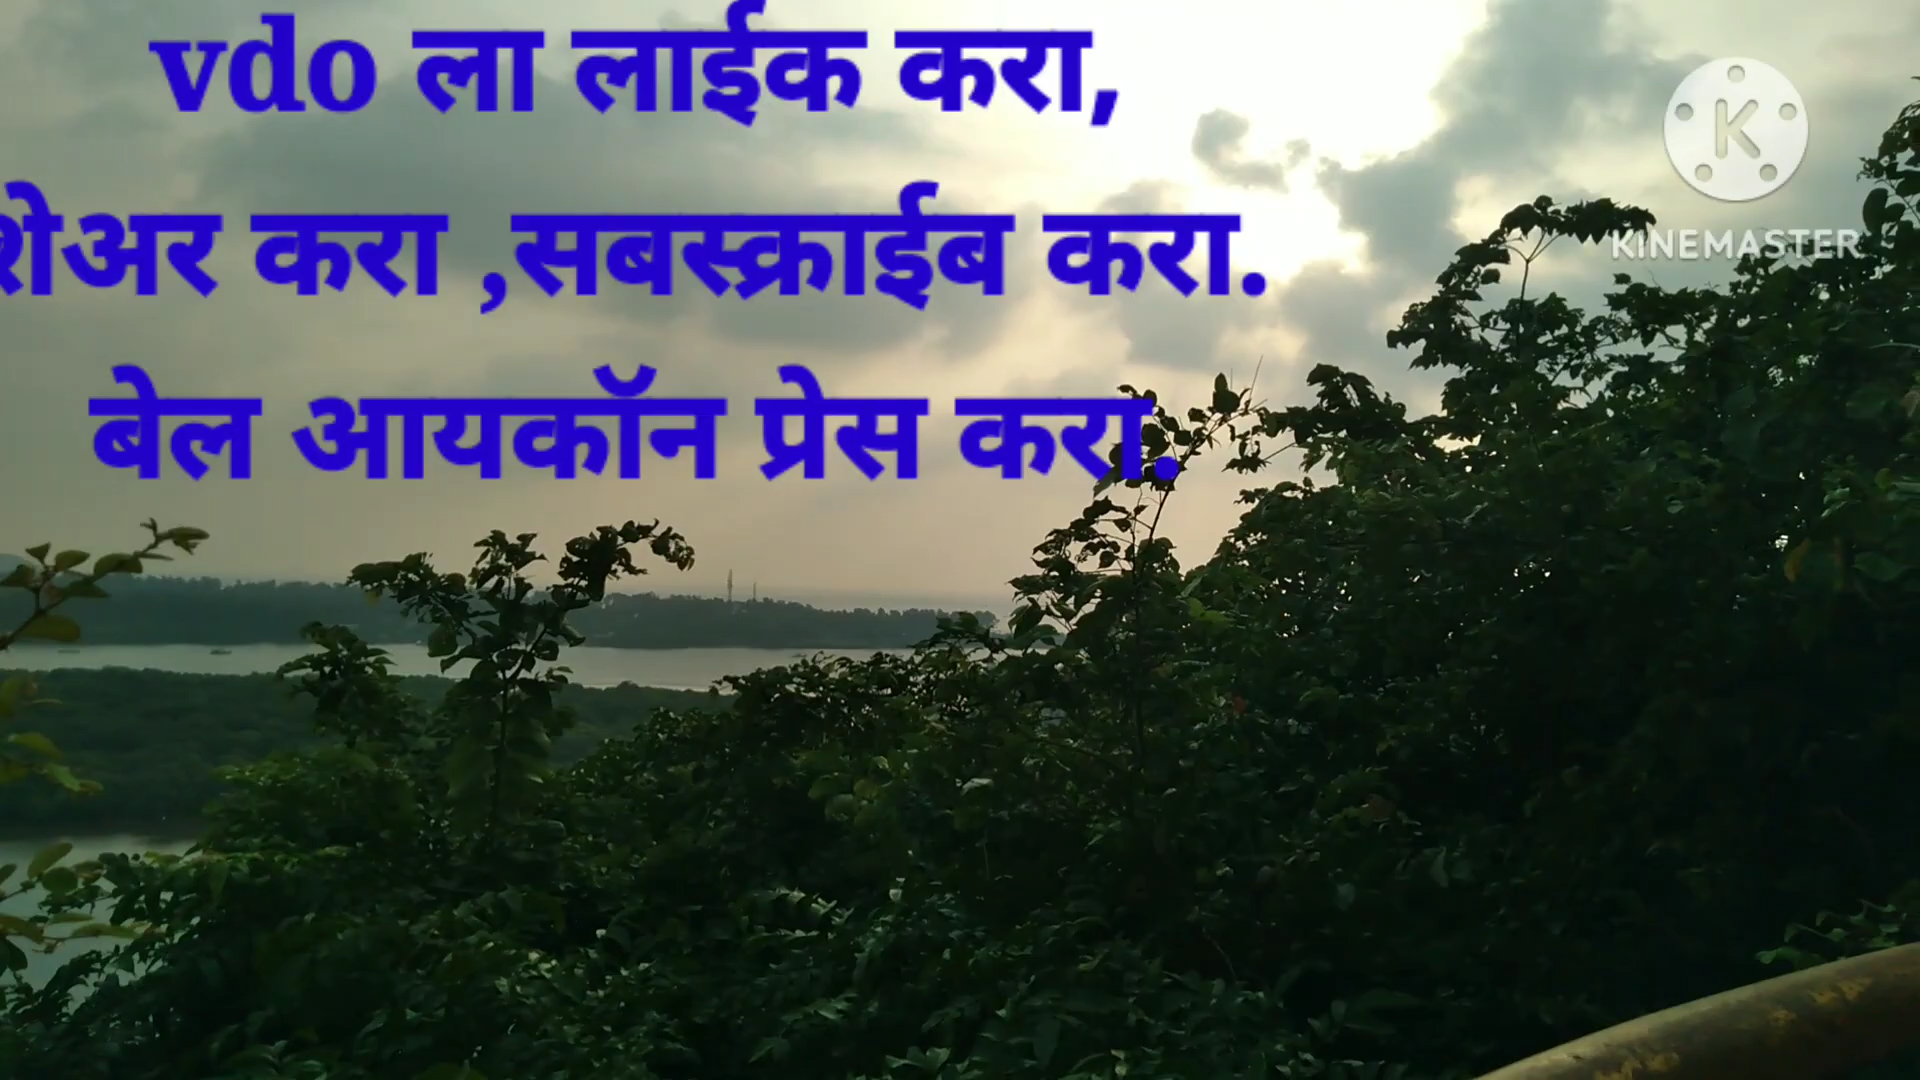 vdo ला लाईक करा,
शेअर करा ,सबस्क्राईब करा.
बेल आयकॉन प्रेस करा.
K
KINEMASTER